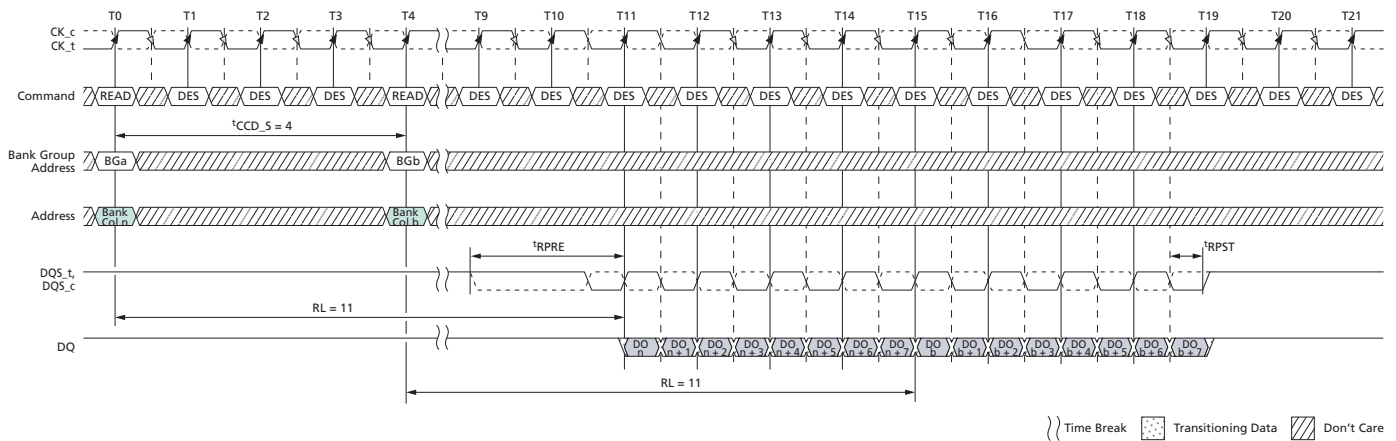 T0 T1 T2 T3 T4 T9 T10 T11 T12 T13 T14 T15 T16 T17 T18 T19 T20 T21
CK_c
CK_t
Command READ DES DES DES READ DES DES DES DES DES DES DES DES DES DES DES DES DES
tCCD_S = 4
Bank Group
Address BGa BGb
Address Bank
Col n Bank
Col b
tRPRE tRPST
DQS_t,
DQS_c
RL = 11
DQ DO
n DO
n + 1 DO
n + 2 DO
n + 3 DO
n + 4 DO
n + 5 DO
n + 6 DO
n + 7 DO
b DO
b + 1 DO
b + 2 DO
b + 3 DO
b + 4 DO
b + 5 DO
b + 6 DO
b + 7
RL = 11
Time Break Transitioning Data Don't Care